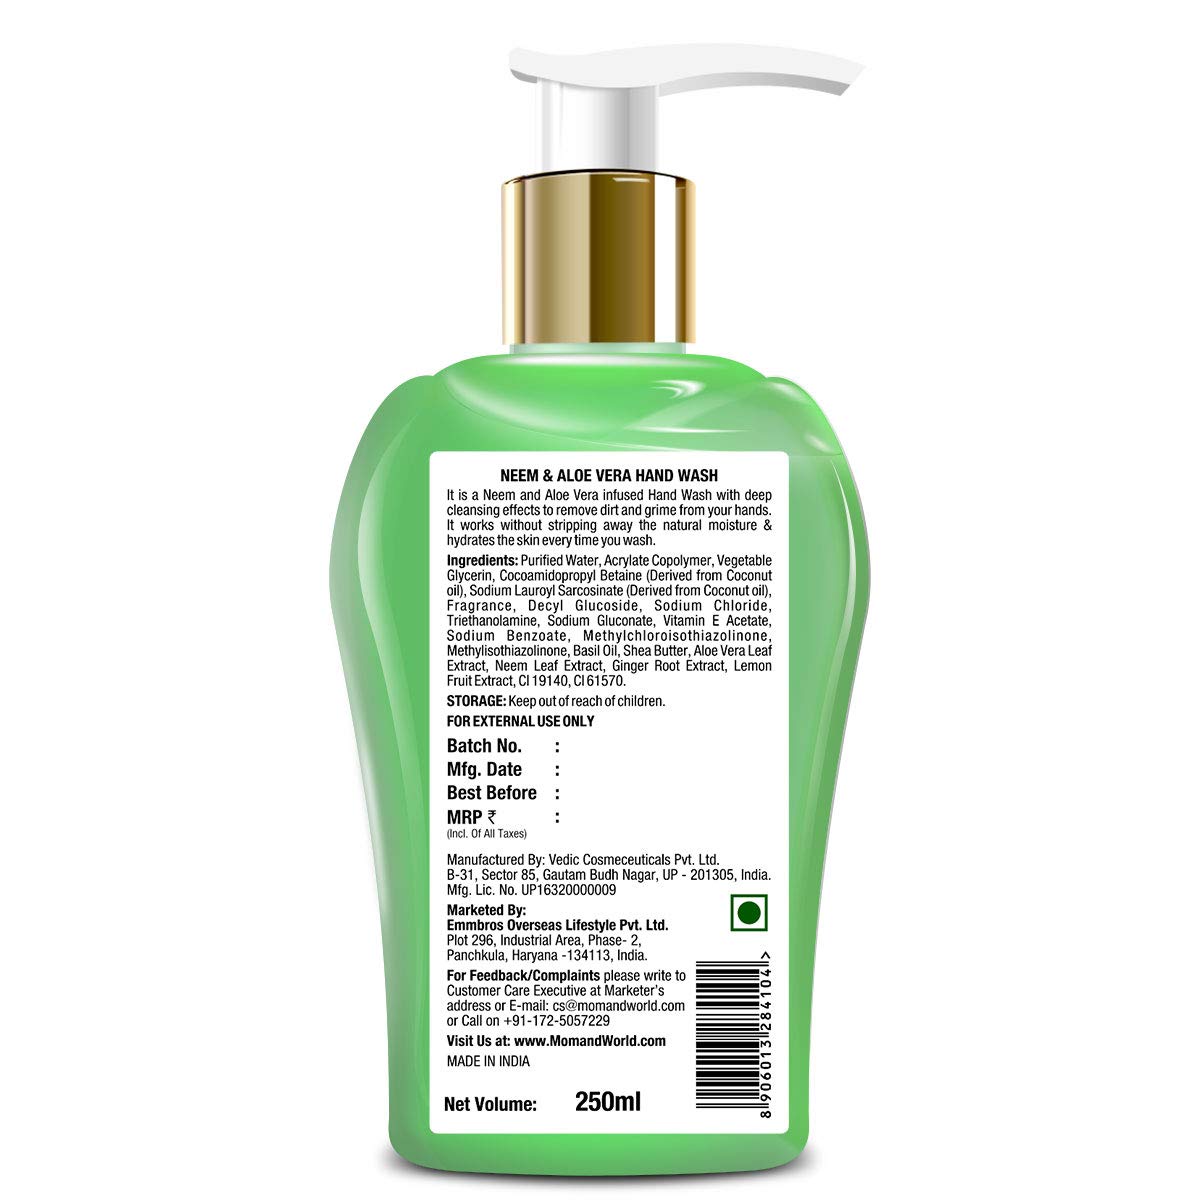 NEEM & ALOE VERA HAND WASH
It is a Neem and Aloe Vera infused Hand Wash with deep
cleansing effects to remove dirt and grime from your hands.
It works without stripping away the natural moisture &
hydrates the skin every time you wash.
Ingredients: Purified Water, Acrylate Copolymer, Vegetable
Glycerin, Cocoamidopropyl Betaine (Derived from Coconut
oil), Sodium Lauroyl Sarcosinate (Derived from Coconut oil),
Fragrance, Decyl Glucoside, Sodium Chloride,
Triethanolamine, Sodium Gluconate, Vitamin E Acetate,
Sodium Benzoate, Methylchloroisothiazolinone,
Methylisothiazolinone, Basil Oil, Shea Butter, Aloe Vera Leaf
Extract, Neem Leaf Extract, Ginger Root Extract, Lemon
Fruit Extract, CI 19140, CI 61570.
STORAGE: Keep out of reach of children.
FOR EXTERNAL USE ONLY
Batch No. :
Mfg. Date :
Best Before :
MRP ₹ :
(Incl. Of All Taxes)
Manufactured By: Vedic Cosmeceuticals Pvt. Ltd.
B-31, Sector 85, Gautam Budh Nagar, UP - 201305, India.
Mfg. Lic. No. UP16320000009
Marketed By:
Emmbros Overseas Lifestyle Pvt. Ltd.
Plot 296, Industrial Area, Phase- 2,
Panchkula, Haryana -134113, India.
For Feedback/Complaints please write to
Customer Care Executive at Marketer's
address or E-mail: cs@momandworld.com
or Call on +91-172-5057229
Visit Us at: www.MomandWorld.com
MADE IN INDIA
Net Volume: 250ml
8 906013 284104 >